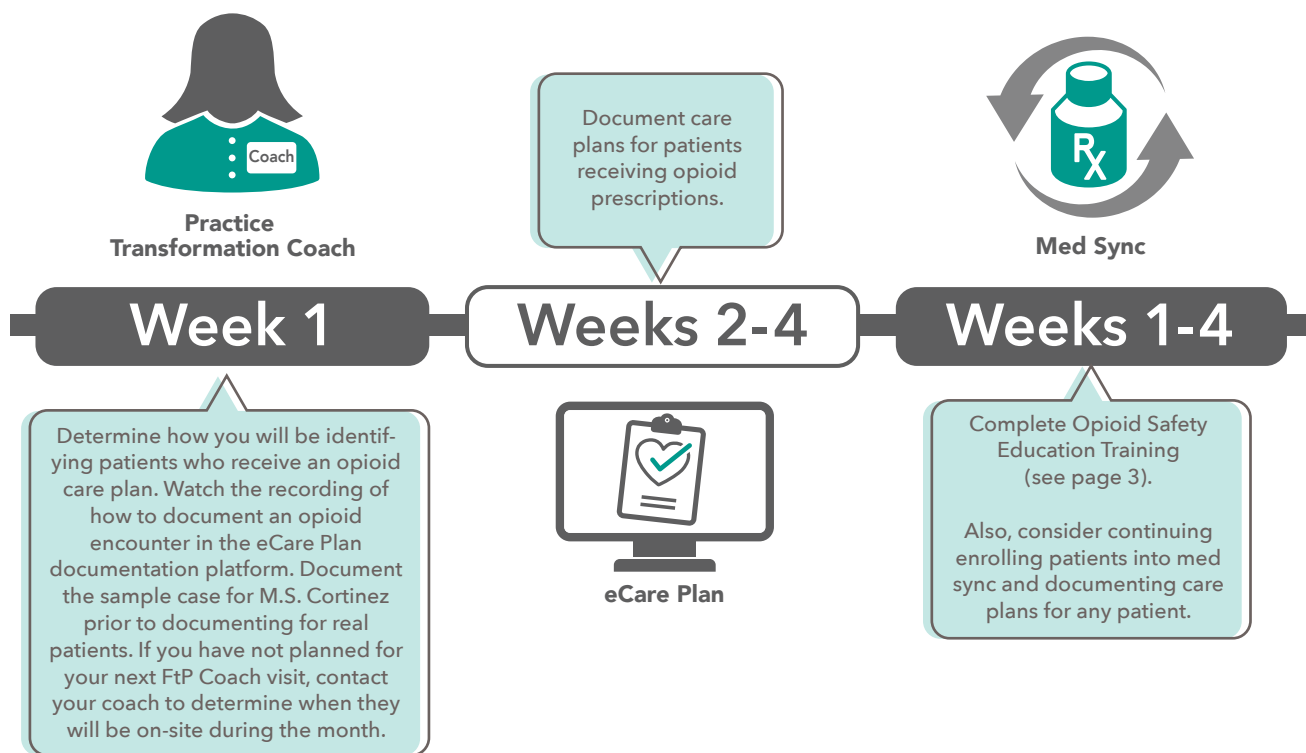 Coach
Practice
Transformation Coach
Week 1
Determine how you will be identif-
ying patients who receive an opioid
care plan. Watch the recording of
how to document an opioid
encounter in the eCare Plan
documentation platform. Document
the sample case for M.S. Cortinez
prior to documenting for real
patients. If you have not planned for
your next FtP Coach visit, contact
your coach to determine when they
will be on-site during the month.
Document care
plans for patients
receiving opioid
prescriptions.
Weeks 2-4
eCare Plan
RX
Med Sync
Weeks 1-4
Complete Opioid Safety
Education Training
(see page 3).
Also, consider continuing
enrolling patients into med
sync and documenting care
plans for any patient.